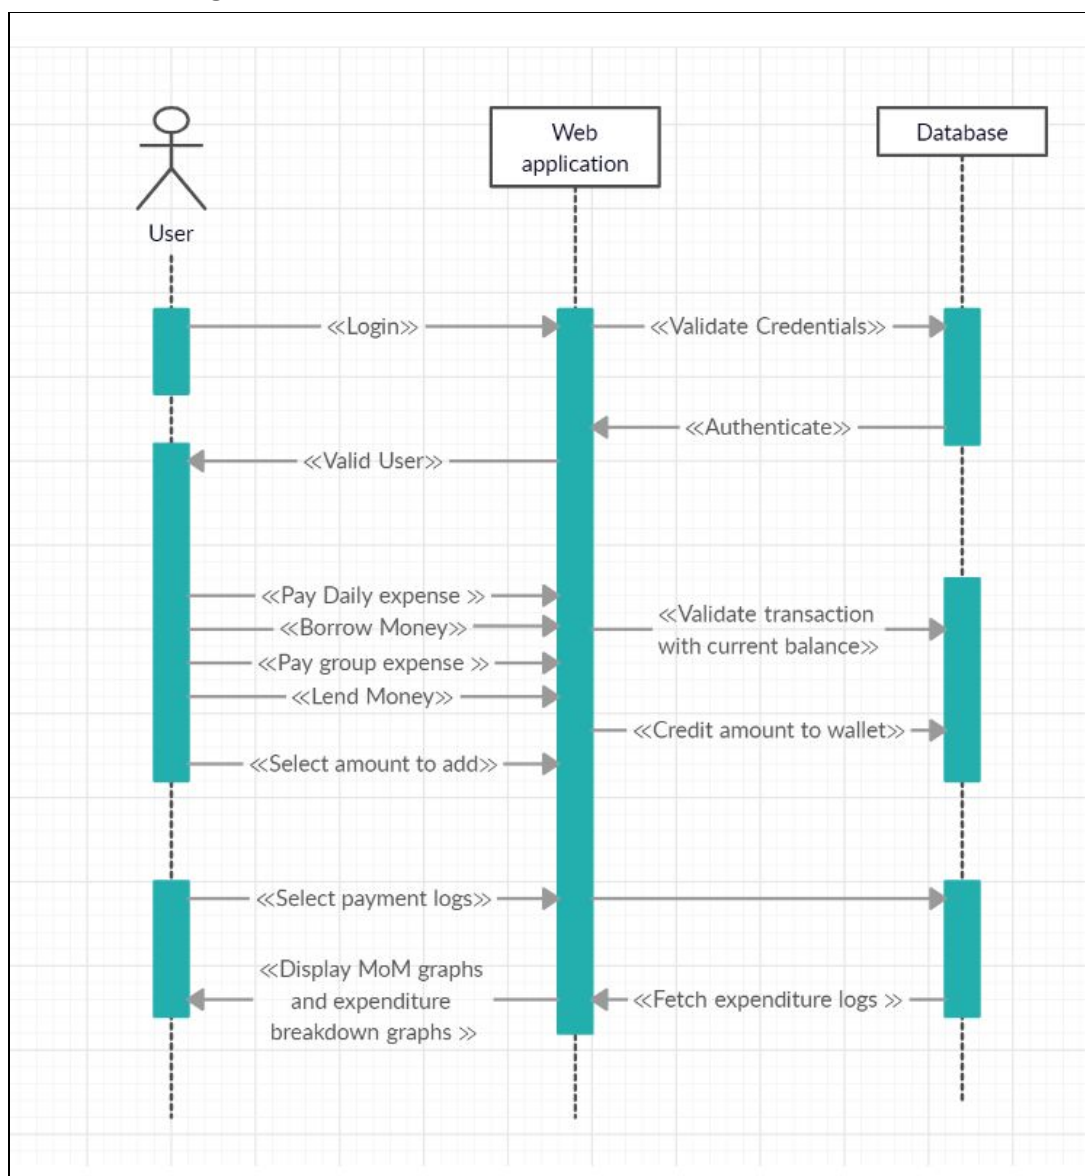 Web
application
Database
User
≪Login≫
≪Validate Credentials≫
≪Authenticate≫
≪Valid User≫
≪Pay Daily expense ≫
≪Borrow Money≫
≪Validate transaction
with current balance≫
≪Pay group expense ≫
≪Lend Money≫
≪Credit amount to wallet≫
≪Select amount to add≫
≪Select payment logs≫
≪Display MoM graphs
and expenditure
breakdown graphs ≫
≪Fetch expenditure logs ≫